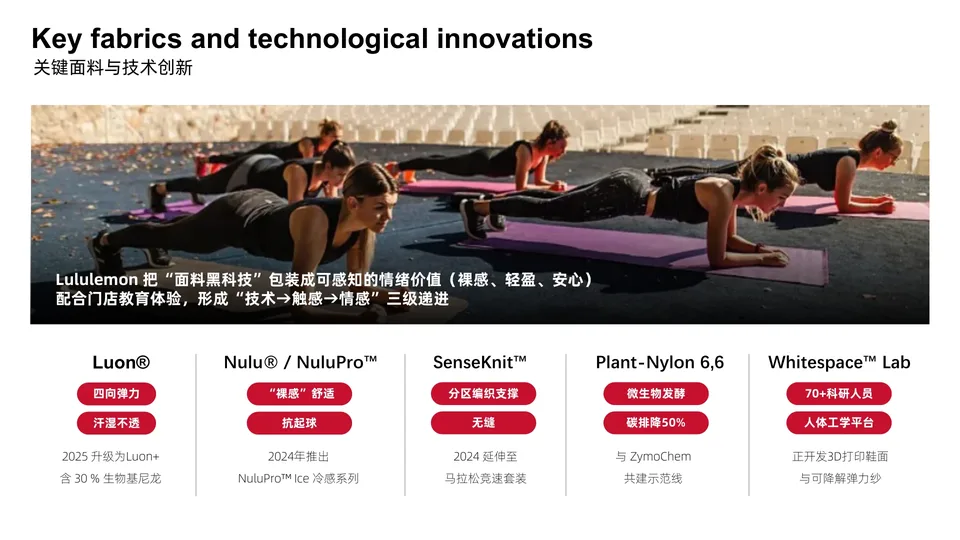 Key fabrics and technological innovations
关键面料与技术创新
Lululemon 把“面料黑科技”包装成可感知的情绪价值（裸感、轻盈、安心）
配合门店教育体验，形成“技术→触感→情感”三级递进
Luon®
四向弹力
汗湿不透
2025 升级为Luon+
含 30 % 生物基尼龙
Nulu® / NuluPro™
“裸感”舒适
抗起球
2024年推出
NuluPro™ Ice 冷感系列
SenseKnit™
分区编织支撑
无缝
2024 延伸至
马拉松竞速套装
Plant-Nylon 6,6
微生物发酵
碳排降50%
与 ZymoChem
共建示范线
Whitespace™ Lab
70+科研人员
人体工学平台
正开发3D打印鞋面
与可降解弹力纱